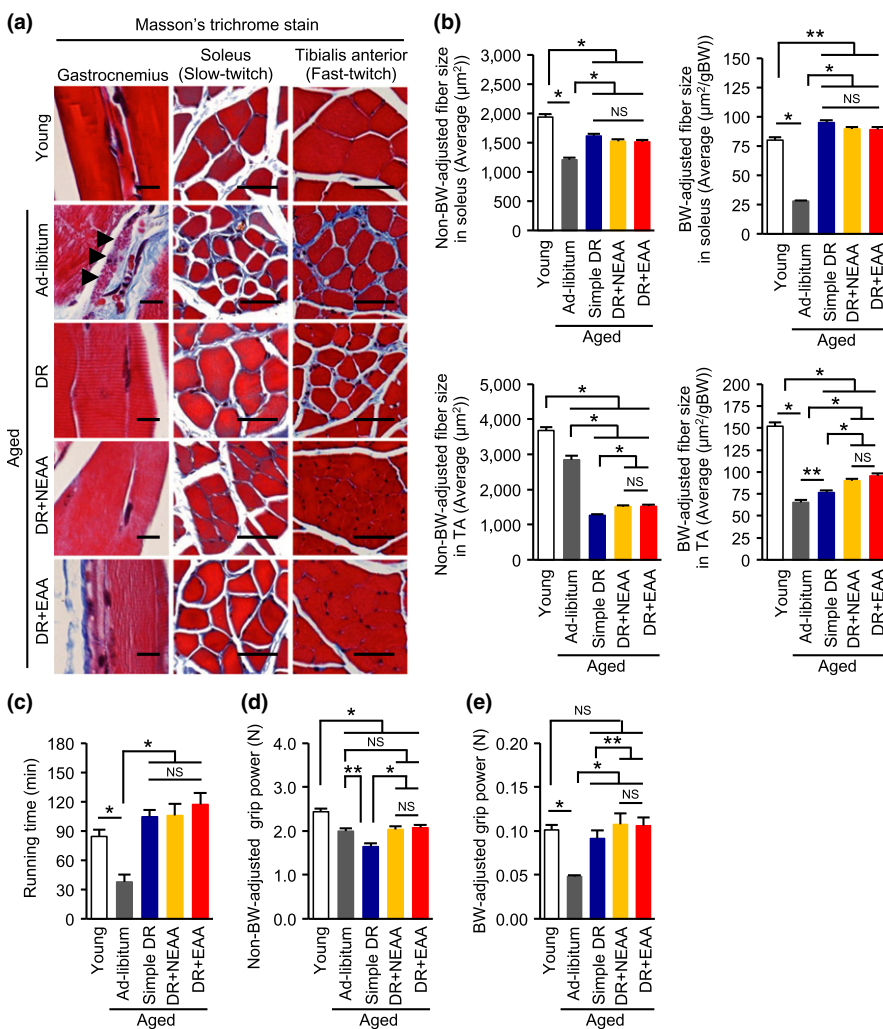 (a)
Masson's trichrome stain
Gastrocnemius
Soleus
(Slow-twitch)
Tibialis anterior
(Fast-twitch)
Young
Aged
Ad-libitum
DR
DR+NEAA
DR+EAA
(b)
Non-BW-adjusted fiber size
in soleus (Average (µm²))
3,000
2,500
2,000
1,500
1,000
500
0
*
*
*
NS
Young
Ad-libitum
Simple DR
DR+NEAA
DR+EAA
Aged
BW-adjusted fiber size
in soleus (Average (µm²/gBW))
150
125
100
75
50
25
0
**
*
*
NS
Young
Ad-libitum
Simple DR
DR+NEAA
DR+EAA
Aged
Non-BW-adjusted fiber size
in TA (Average (µm²))
5,000
4,000
3,000
2,000
1,000
0
*
*
*
NS
Young
Ad-libitum
Simple DR
DR+NEAA
DR+EAA
Aged
BW-adjusted fiber size
in TA (Average (µm²/gBW))
200
175
150
125
100
75
50
25
0
*
*
*
*
**
NS
Young
Ad-libitum
Simple DR
DR+NEAA
DR+EAA
Aged
(c)
Running time (min)
180
150
120
90
60
30
0
*
*
NS
Young
Ad-libitum
Simple DR
DR+NEAA
DR+EAA
Aged
(d)
Non-BW-adjusted grip power (N)
4.0
3.0
2.0
1.0
0.0
*
NS
**
*
NS
Young
Ad-libitum
Simple DR
DR+NEAA
DR+EAA
Aged
(e)
BW-adjusted grip power (N)
0.20
0.15
0.10
0.05
0.00
NS
**
*
*
NS
Young
Ad-libitum
Simple DR
DR+NEAA
DR+EAA
Aged